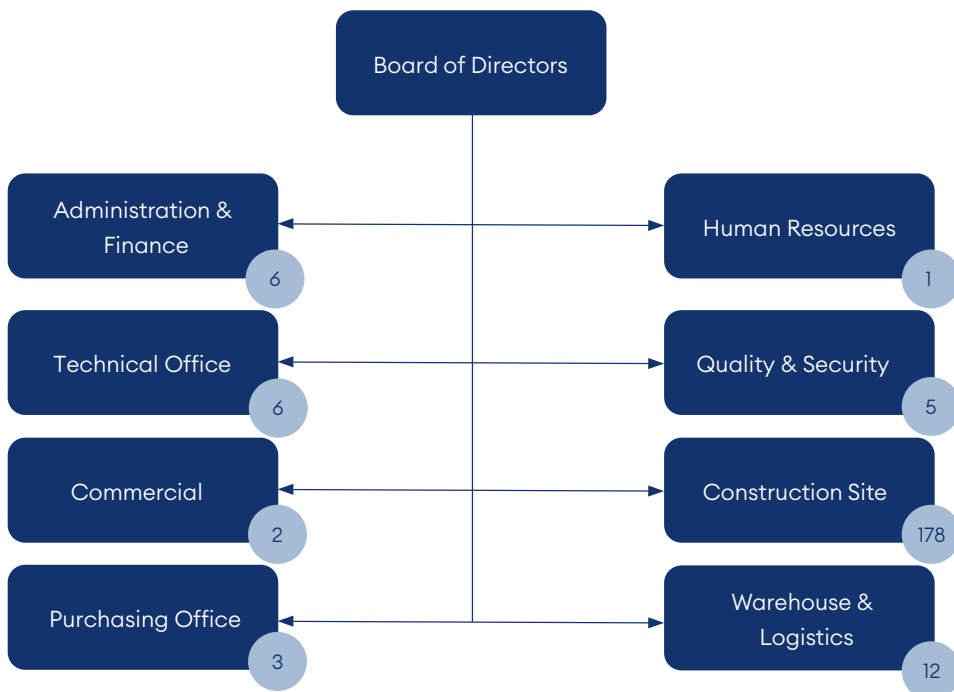 Board of Directors
Administration &
Finance
6
Human Resources
1
Technical Office
6
Quality & Security
5
Commercial
2
Construction Site
178
Purchasing Office
3
Warehouse &
Logistics
12